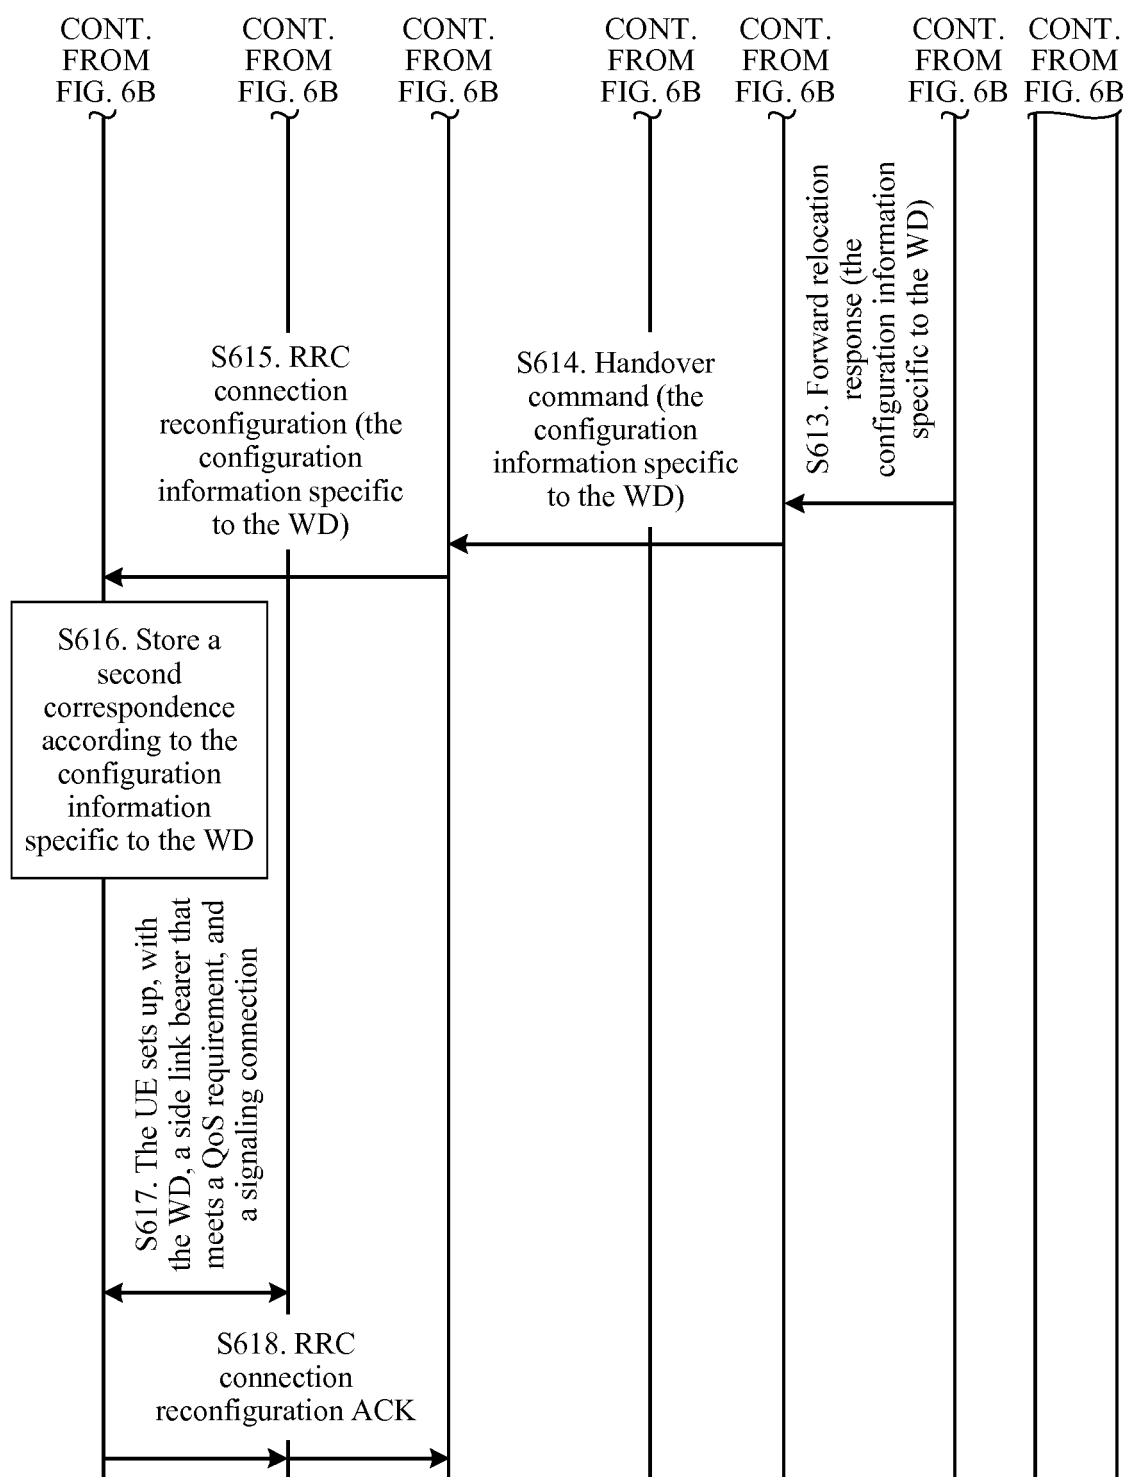 CONT.
FROM
FIG. 6B
CONT.
FROM
FIG. 6B
CONT.
FROM
FIG. 6B
CONT.
FROM
FIG. 6B
CONT.
FROM
FIG. 6B
CONT.
FROM
FIG. 6B
CONT.
FROM
FIG. 6B
S613. Forward relocation
response (the
configuration information
specific to the WD)
S614. Handover
command (the
configuration
information specific
to the WD)
S615. RRC
connection
reconfiguration (the
configuration
information specific
to the WD)
S616. Store a
second
correspondence
according to the
configuration
information
specific to the WD
S617. The UE sets up, with
the WD, a side link bearer that
meets a QoS requirement, and
a signaling connection
S618. RRC
connection
reconfiguration ACK